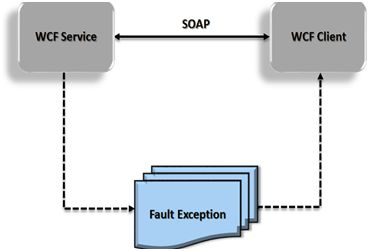 SOAP
WCF Service
WCF Client
Fault Exception